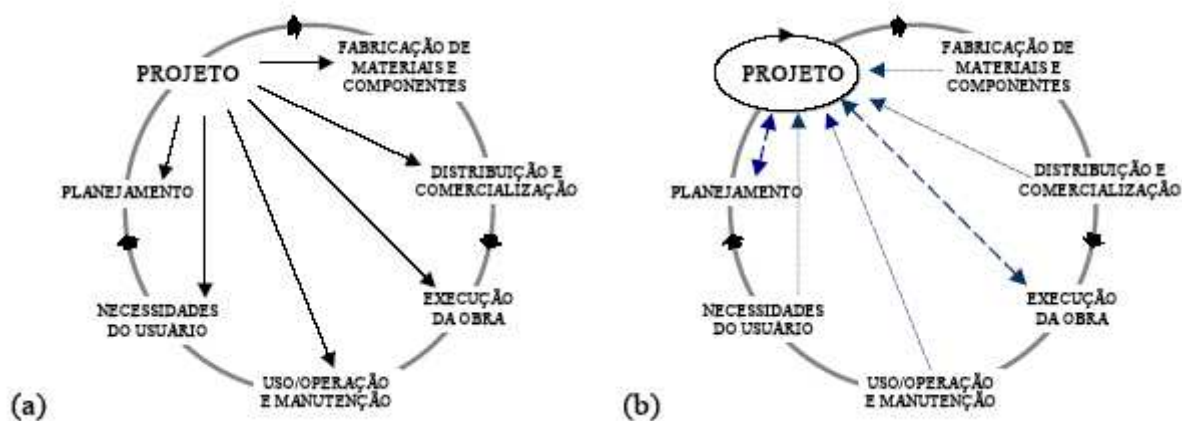 FABRICAÇÃO DE
MATERIAIS E
COMPONENTES
PROJETO
DISTRIBUIÇÃO E
COMERCIALIZAÇÃO
PLANEJAMENTO
EXECUÇÃO
DA OBRA
NECESSIDADES
DO USUÁRIO
USO/OPERAÇÃO
E MANUTENÇÃO
(a)
FABRICAÇÃO DE
MATERIAIS E
COMPONENTES
PROJETO
DISTRIBUIÇÃO E
COMERCIALIZAÇÃO
PLANEJAMENTO
EXECUÇÃO
DA OBRA
NECESSIDADES
DO USUÁRIO
USO/OPERAÇÃO
E MANUTENÇÃO
(b)